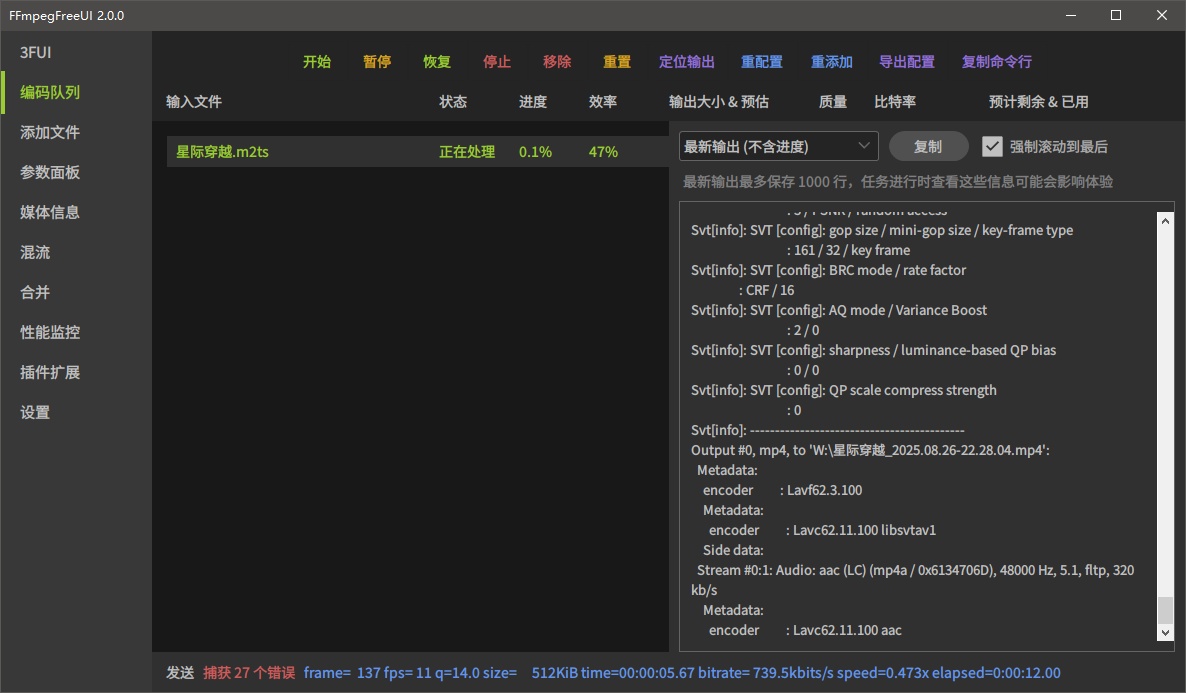 FFmpegFreeUI 2.0.0
3FUI
编码队列
添加文件
参数面板
媒体信息
混流
合并
性能监控
插件扩展
设置
开始 暂停 恢复 停止 移除 重置 定位输出 重配置 重添加 导出配置 复制命令行
输入文件 状态 进度 效率 输出大小 & 预估 质量 比特率 预计剩余 & 已用
星际穿越.m2ts 正在处理 0.1% 47%
最新输出 (不含进度) 复制 强制滚动到最后
最新输出最多保存 1000 行，任务进行时查看这些信息可能会影响体验
Svt[info]: SVT [config]: gop size / mini-gop size / key-frame type
: 161 / 32 / key frame
Svt[info]: SVT [config]: BRC mode / rate factor
: CRF / 16
Svt[info]: SVT [config]: AQ mode / Variance Boost
: 2 / 0
Svt[info]: SVT [config]: sharpness / luminance-based QP bias
: 0 / 0
Svt[info]: SVT [config]: QP scale compress strength
: 0
Svt[info]: -------------------------------------------
Output #0, mp4, to 'W:\星际穿越_2025.08.26-22.28.04.mp4':
Metadata:
encoder : Lavf62.3.100
Metadata:
encoder : Lavc62.11.100 libsvtav1
Side data:
Stream #0:1: Audio: aac (LC) (mp4a / 0x6134706D), 48000 Hz, 5.1, fltp, 320
kb/s
Metadata:
encoder : Lavc62.11.100 aac
发送 捕获 27 个错误 frame= 137 fps= 11 q=14.0 size= 512KiB time=00:00:05.67 bitrate= 739.5kbits/s speed=0.473x elapsed=0:00:12.00